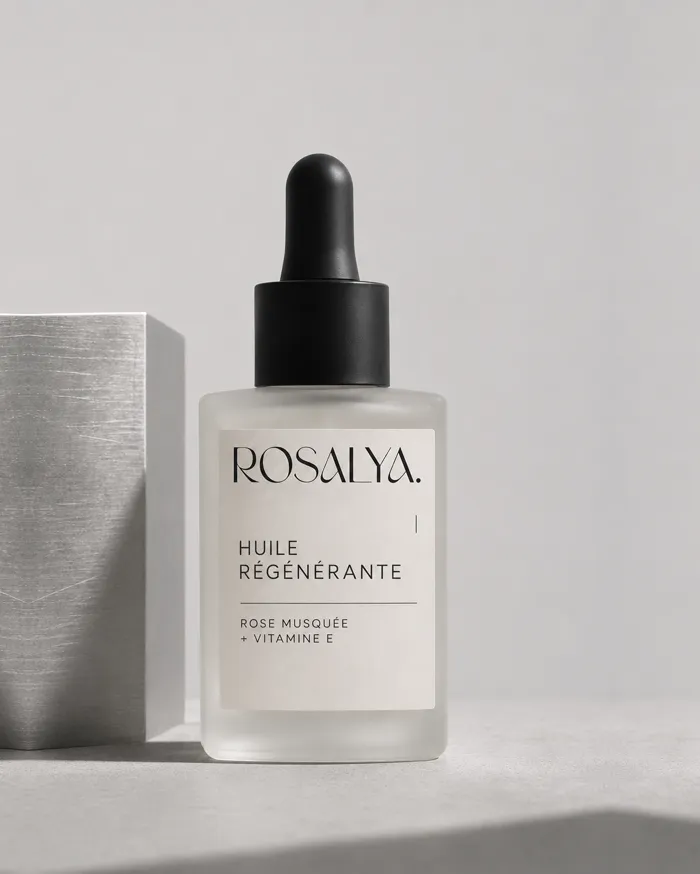 ROSALYA.
HUILE
RÉGÉNÉRANTE
ROSE MUSQUÉE
+ VITAMINE E